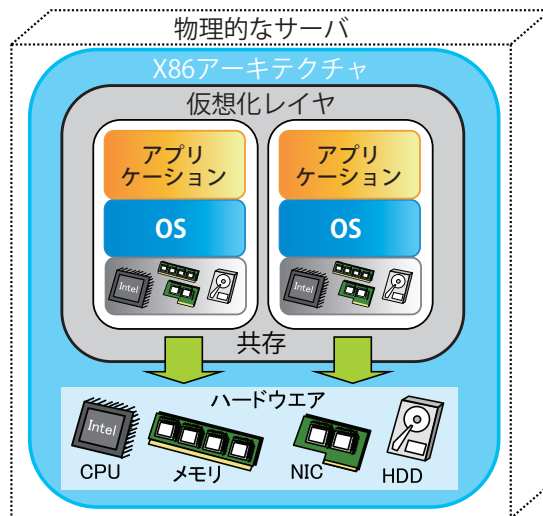 物理的なサーバ
X86アーキテクチャ
仮想化レイヤ
アプリ
ケーション
OS
Intel
アプリ
ケーション
OS
Intel
共存
ハードウエア
Intel
CPU
メモリ
NIC
HDD